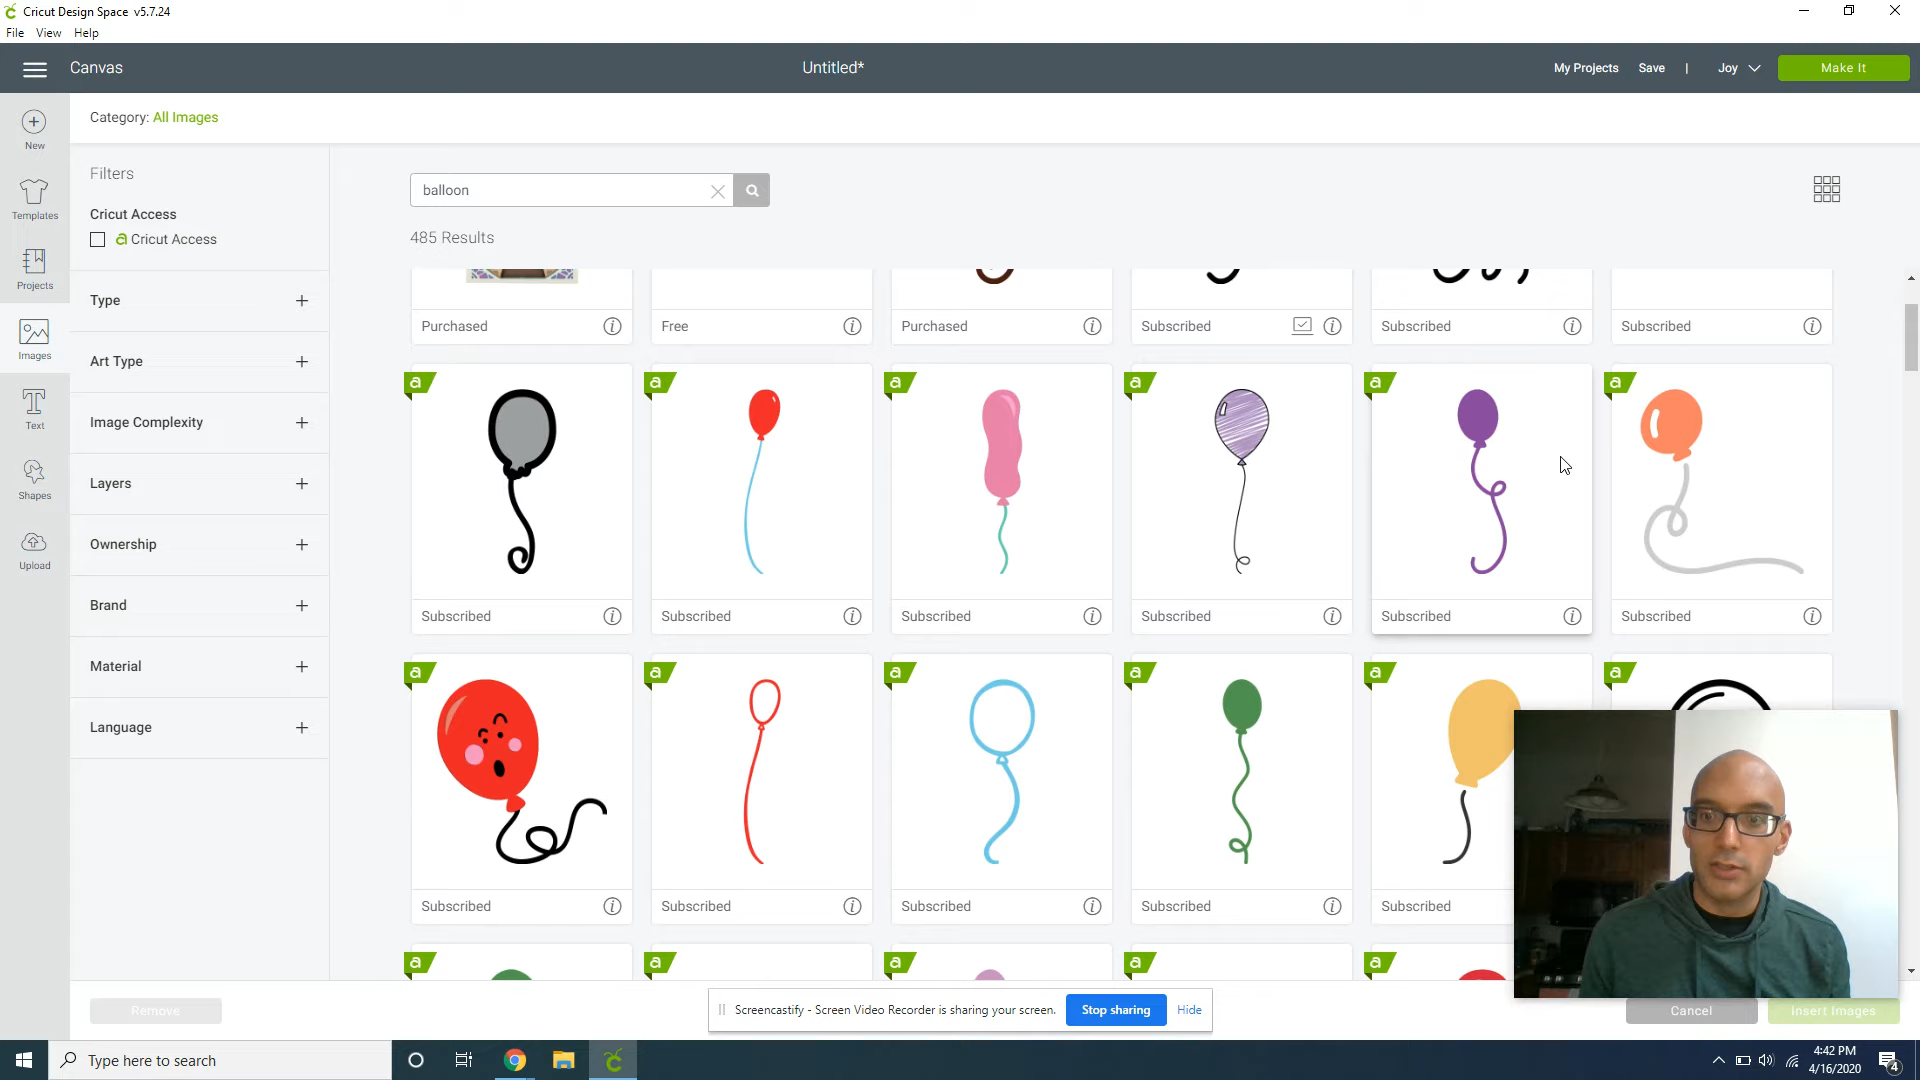 Cricut Design Space v5.7.24
File View Help
Canvas
Untitled*
My Projects Save | Joy Make It
New
Templates
Projects
Images
Text
Shapes
Upload
Category: All Images
Filters
Cricut Access
a Cricut Access
Type +
Art Type +
Image Complexity +
Layers +
Ownership +
Brand +
Material +
Language +
balloon
485 Results
Purchased Free Purchased Subscribed Subscribed Subscribed
a a a a a a
Subscribed Subscribed Subscribed Subscribed Subscribed Subscribed
a a a a a a
Subscribed Subscribed Subscribed Subscribed Subscribed
a a a a a
Remove
Screencastify - Screen Video Recorder is sharing your screen. Stop sharing Hide
Cancel Insert Images
Type here to search
4:42 PM
4/16/2020
4